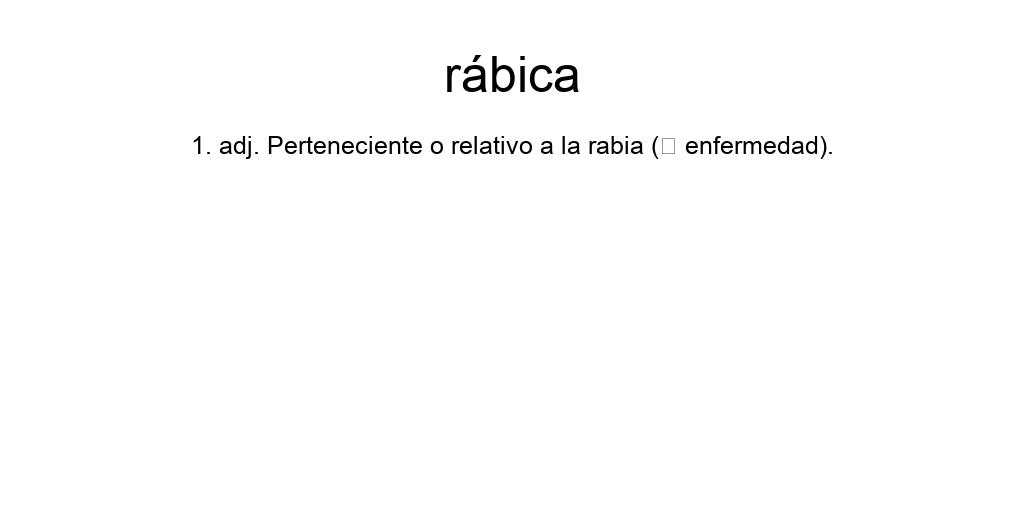 rábica
1. adj. Perteneciente o relativo a la rabia (□ enfermedad).